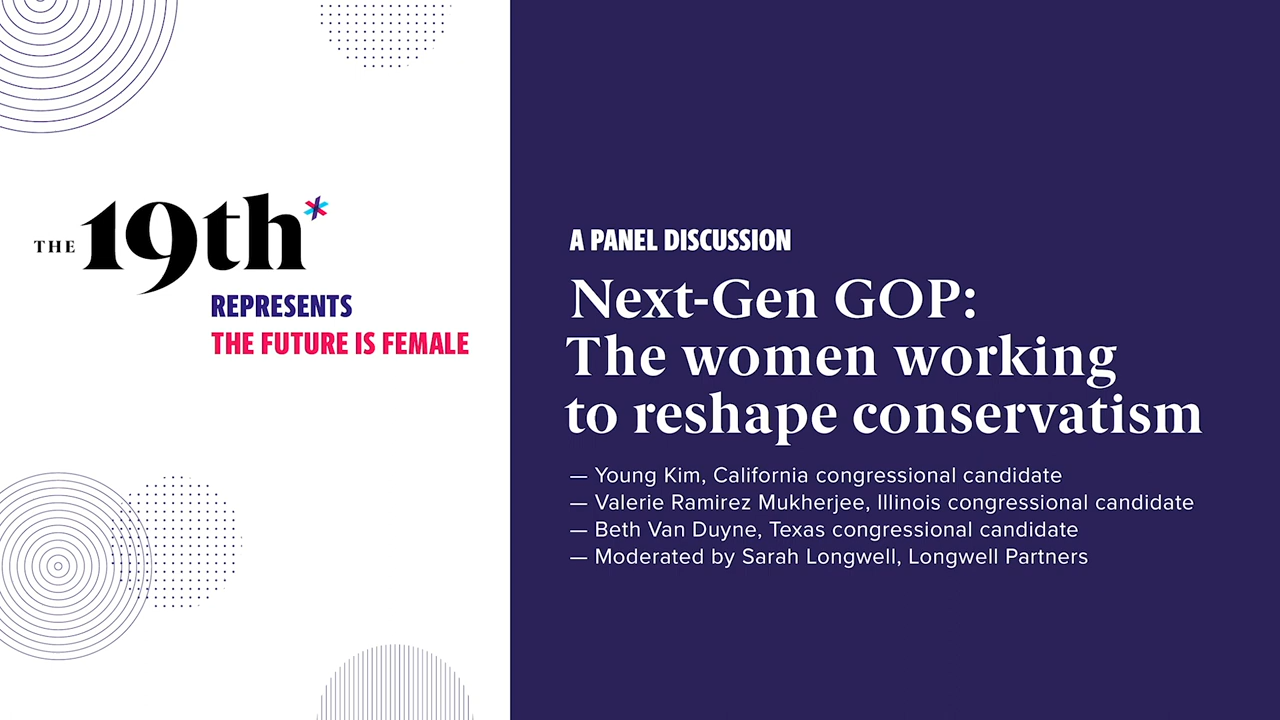 THE 19th*
REPRESENTS
THE FUTURE IS FEMALE
A PANEL DISCUSSION
Next-Gen GOP:
The women working
to reshape conservatism
— Young Kim, California congressional candidate
— Valerie Ramirez Mukherjee, Illinois congressional candidate
— Beth Van Duyne, Texas congressional candidate
— Moderated by Sarah Longwell, Longwell Partners